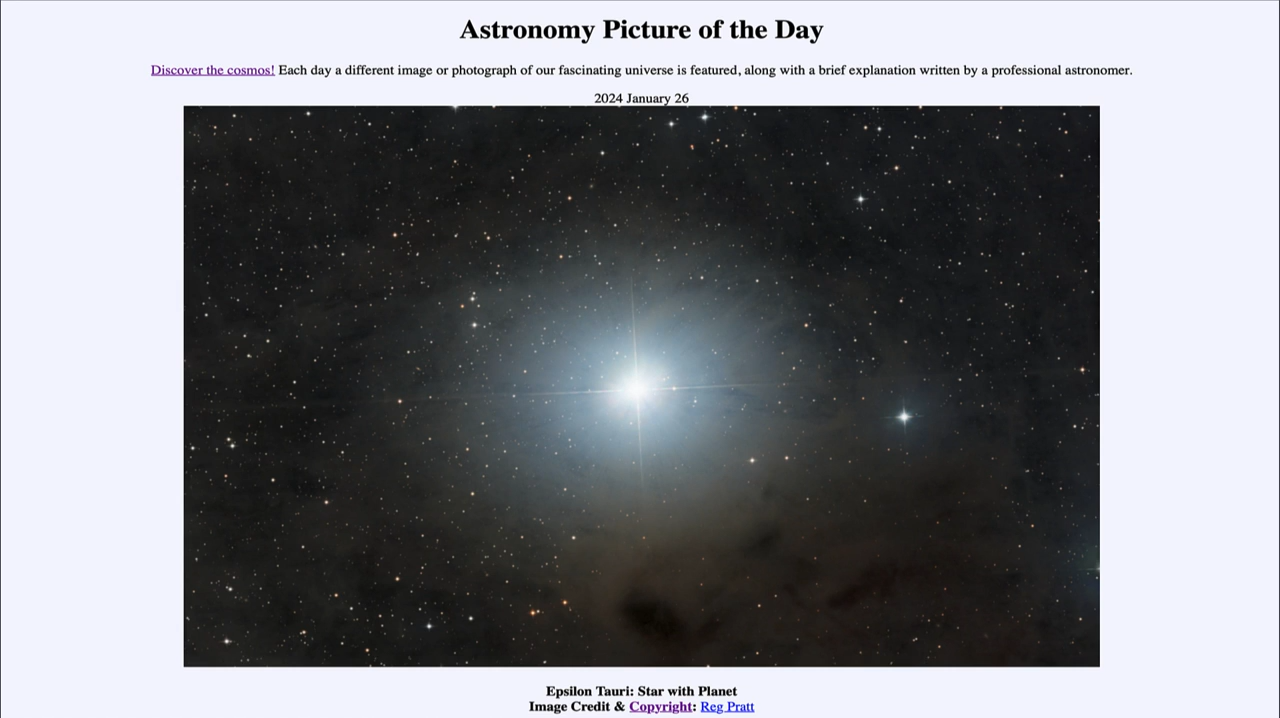 Astronomy Picture of the Day
Discover the cosmos! Each day a different image or photograph of our fascinating universe is featured, along with a brief explanation written by a professional astronomer.
2024 January 26
Epsilon Tauri: Star with Planet
Image Credit & Copyright: Reg Pratt